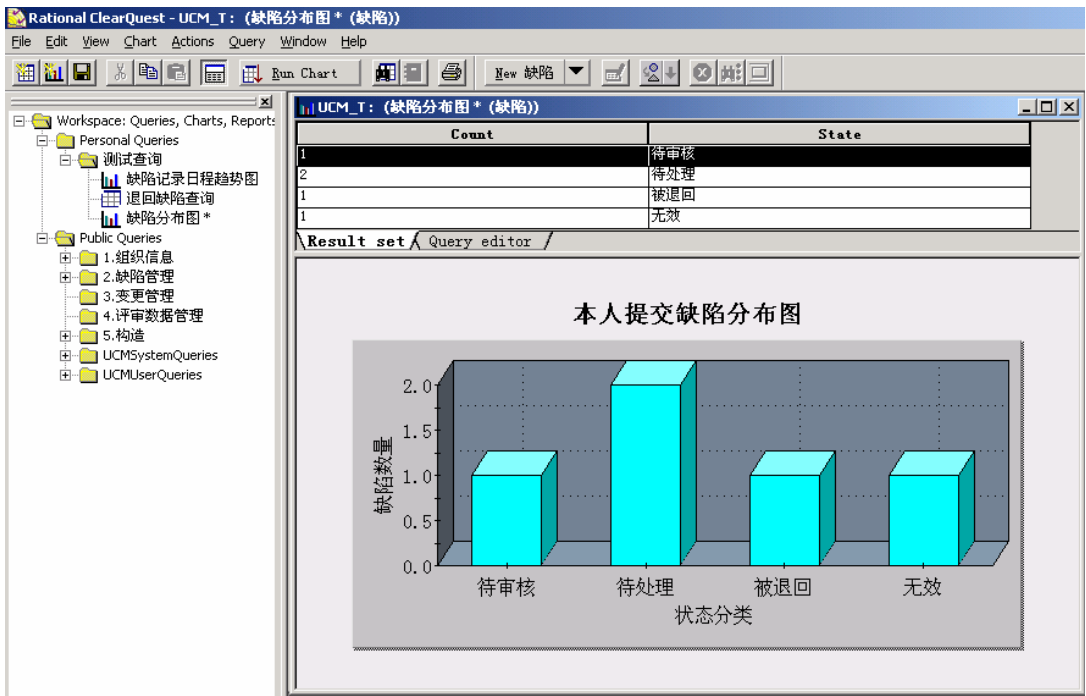 Rational ClearQuest - UCM_T: (缺陷分布图 * (缺陷))
File Edit View Chart Actions Query Window Help
Run Chart New 缺陷
Workspace: Queries, Charts, Reports
Personal Queries
测试查询
缺陷记录日程趋势图
退回缺陷查询
缺陷分布图 *
Public Queries
1.组织信息
2.缺陷管理
3.变更管理
4.评审数据管理
5.构造
UCMSystemQueries
UCMUserQueries
UCM_T: (缺陷分布图 * (缺陷))
Count State
1 待审核
2 待处理
1 被退回
1 无效
Result set Query editor
本人提交缺陷分布图
缺陷数量
2.0
1.5
1.0
0.5
0.0
待审核 待处理 被退回 无效
状态分类